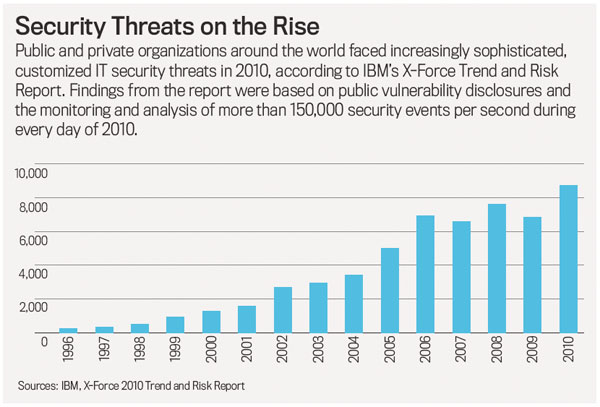 Security Threats on the Rise
Public and private organizations around the world faced increasingly sophisticated,
customized IT security threats in 2010, according to IBM's X-Force Trend and Risk
Report. Findings from the report were based on public vulnerability disclosures and
the monitoring and analysis of more than 150,000 security events per second during
every day of 2010.
10,000
8,000
6,000
4,000
2,000
0
1996 1997 1998 1999 2000 2001 2002 2003 2004 2005 2006 2007 2008 2009 2010
Sources: IBM, X-Force 2010 Trend and Risk Report